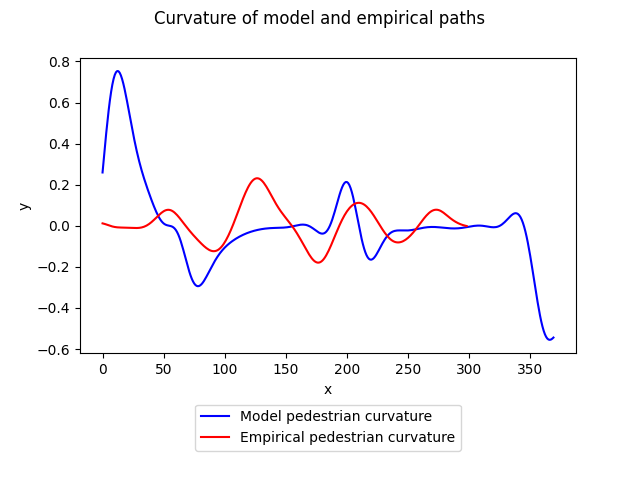 Curvature of model and empirical paths
0.8
0.6
0.4
0.2
0.0
−0.2
−0.4
−0.6
y
0 50 100 150 200 250 300 350
x
Model pedestrian curvature
Empirical pedestrian curvature